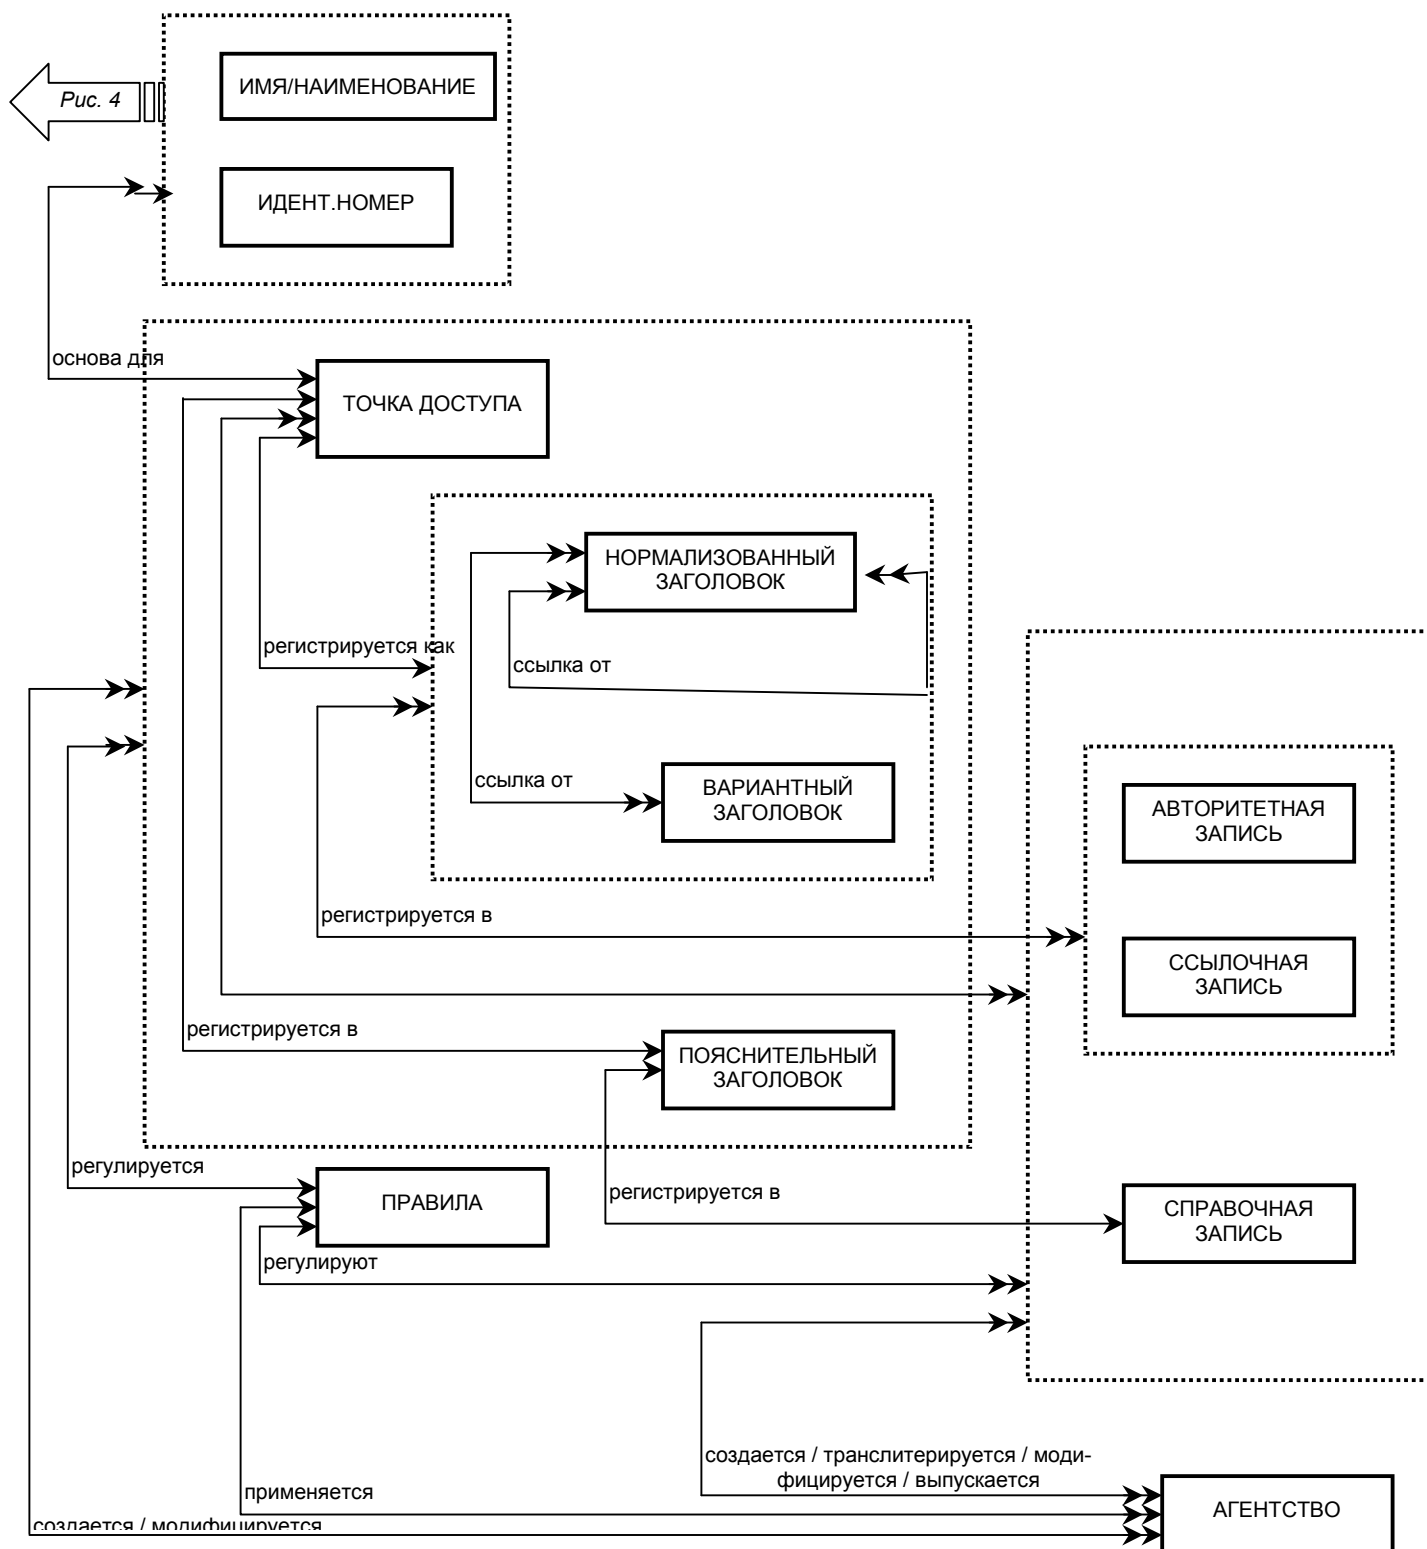 Рис. 4
ИМЯ/НАИМЕНОВАНИЕ
ИДЕНТ.НОМЕР
основа для
ТОЧКА ДОСТУПА
НОРМАЛИЗОВАННЫЙ
ЗАГОЛОВОК
регистрируется как
ссылка от
ссылка от
ВАРИАНТНЫЙ
ЗАГОЛОВОК
АВТОРИТЕТНАЯ
ЗАПИСЬ
регистрируется в
ССЫЛОЧНАЯ
ЗАПИСЬ
регистрируется в
ПОЯСНИТЕЛЬНЫЙ
ЗАГОЛОВОК
регулируется
ПРАВИЛА
регистрируется в
СПРАВОЧНАЯ
ЗАПИСЬ
регулируют
создается / транслитерируется / моди-
фицируется / выпускается
применяется
АГЕНТСТВО
создается / модифицируется